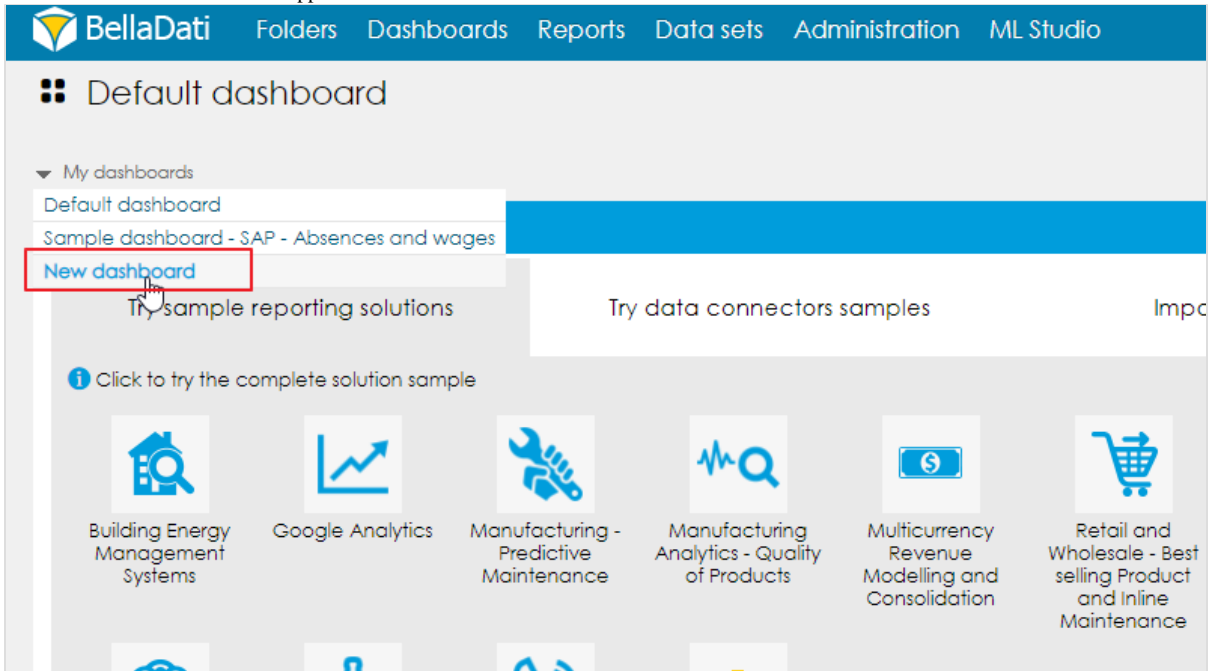 BellaDati Folders Dashboards Reports Data sets Administration ML Studio
Default dashboard
My dashboards
Default dashboard
Sample dashboard - SAP - Absences and wages
New dashboard
Try sample reporting solutions
Try data connectors samples
Click to try the complete solution sample
Building Energy
Management
Systems
Google Analytics
Manufacturing -
Predictive
Maintenance
Manufacturing
Analytics - Quality
of Products
Multicurrency
Revenue
Modelling and
Consolidation
Retail and
Wholesale - Best
selling Product
and Inline
Maintenance